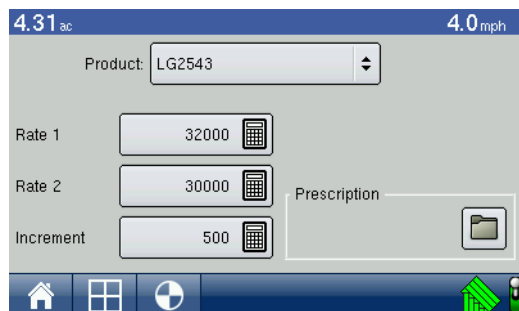 4.31 ac 4.0 mph
Product: LG2543
Rate 1 32000
Rate 2 30000
Prescription
Increment 500